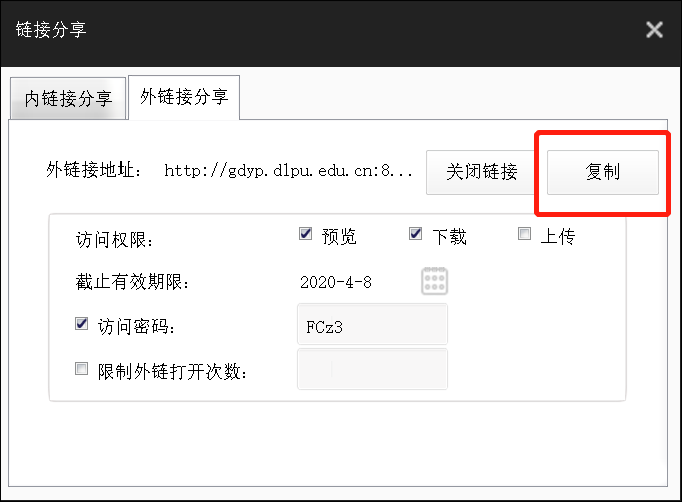 链接分享
内链接分享 外链接分享
外链接地址： http://gdyp.dlpu.edu.cn:8... 关闭链接 复制
访问权限： 预览 下载 上传
截止有效期限： 2020-4-8
访问密码： FCz3
限制外链打开次数：